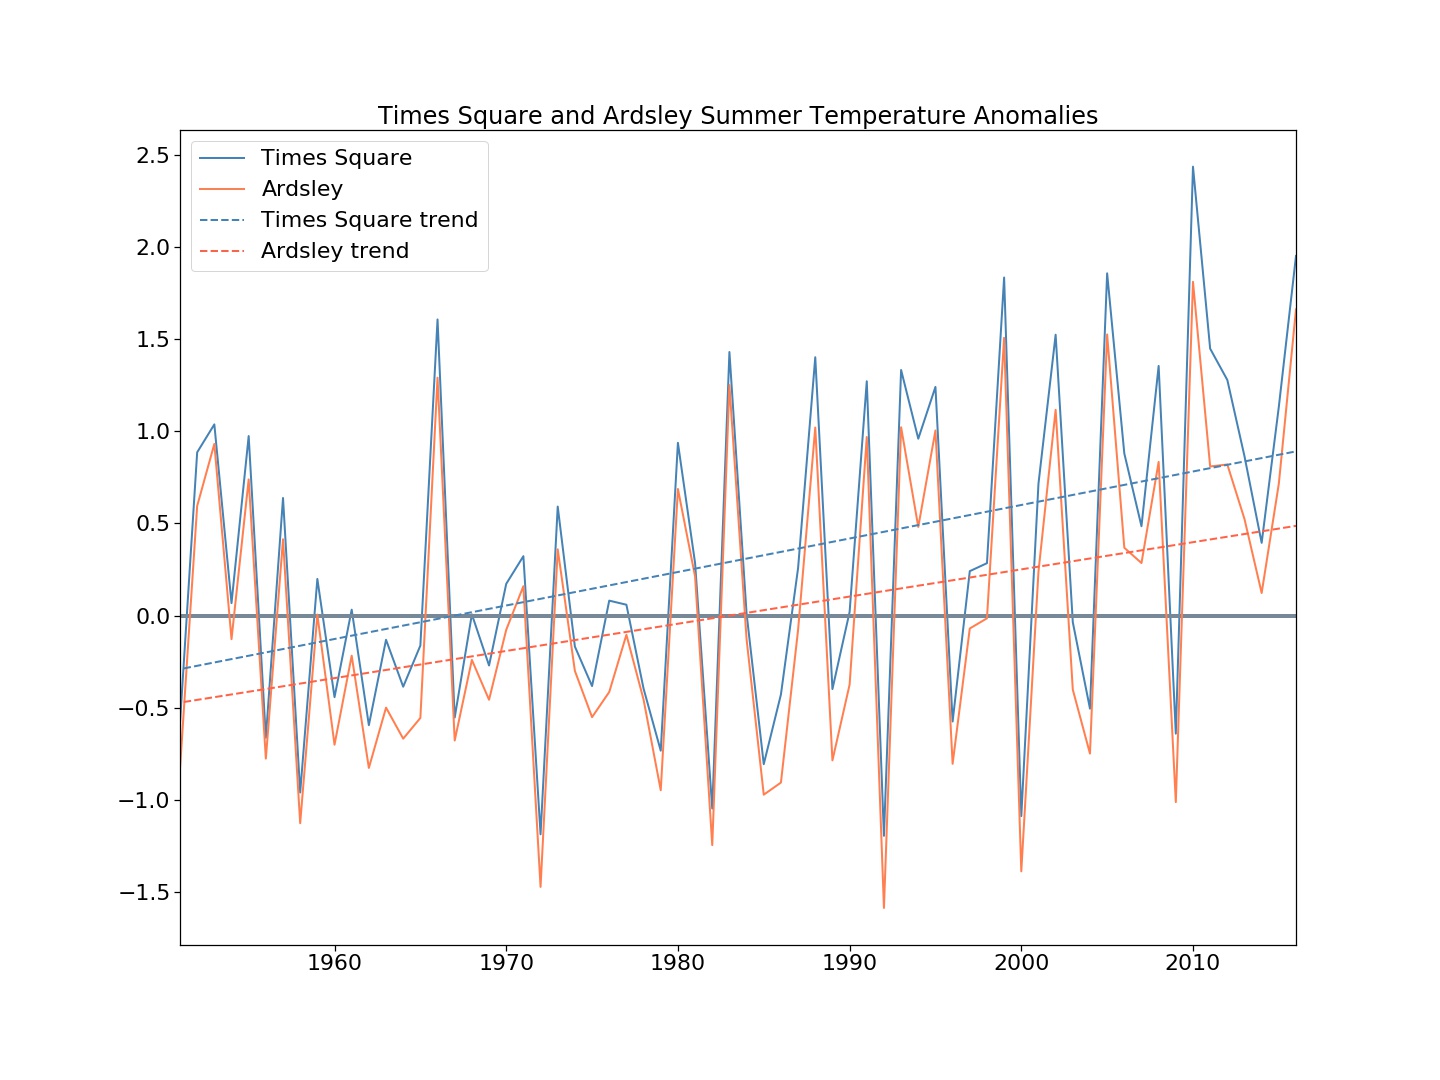 Times Square and Ardsley Summer Temperature Anomalies
2.5
2.0
1.5
1.0
0.5
0.0
−0.5
−1.0
−1.5
Times Square
Ardsley
Times Square trend
Ardsley trend
1960 1970 1980 1990 2000 2010